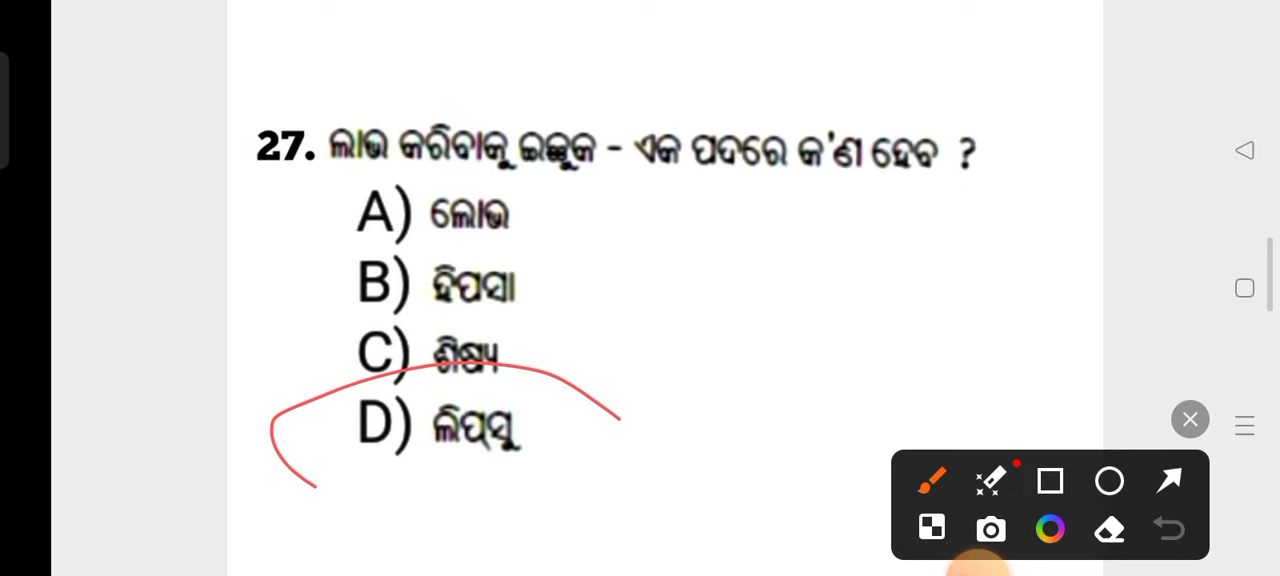 27. ଲାଭ କରିବାକୁ ଇଚ୍ଛୁକ - ଏକ ପଦରେ କ'ଣ ହେବ ?
A) ଲୋଭ
B) ହିପସା
C) ଶିଷ୍ୟ
D) ଲିପ୍ସୁ